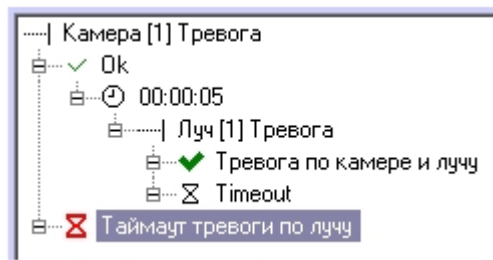 Камера [1] Тревога
Ok
00:00:05
Луч [1] Тревога
Тревога по камере и лучу
Timeout
Таймаут тревоги по лучу